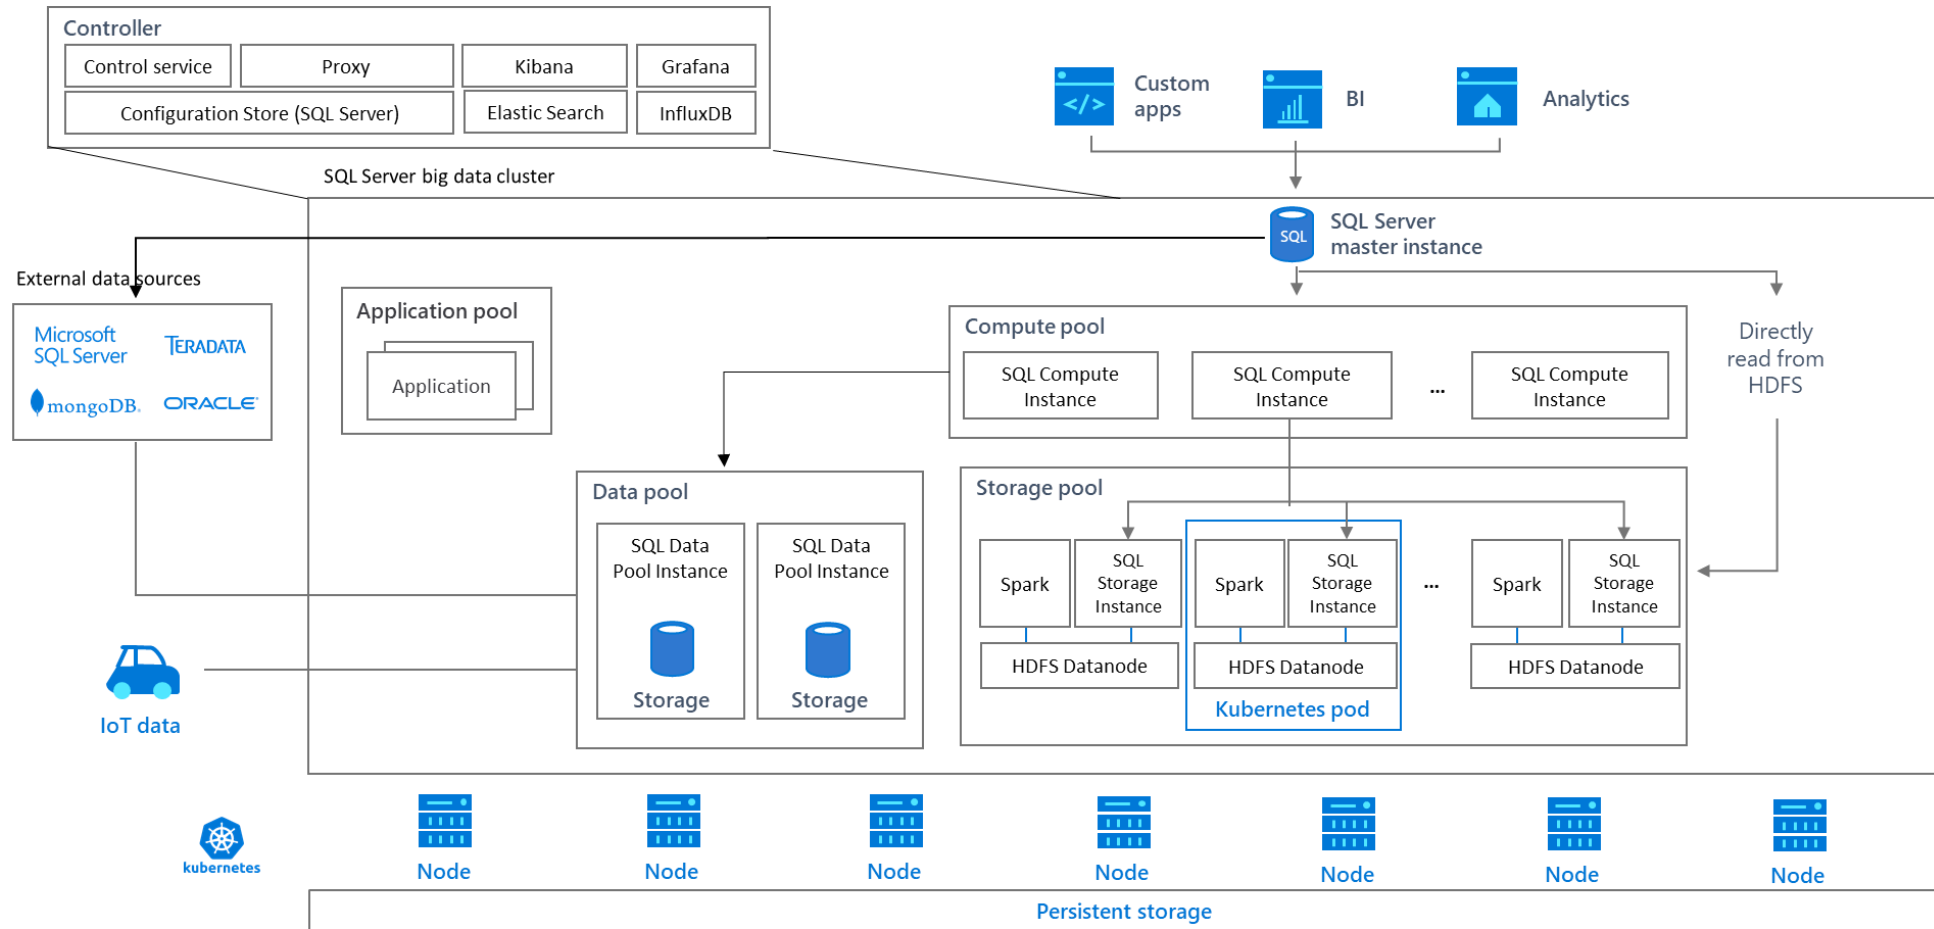 Controller
Control service
Proxy
Kibana
Grafana
Configuration Store (SQL Server)
Elastic Search
InfluxDB
Custom
apps
BI
Analytics
SQL Server big data cluster
SQL
SQL Server
master instance
External data sources
Microsoft
SQL Server
TERADATA
mongoDB.
ORACLE
Application pool
Application
Compute pool
SQL Compute
Instance
SQL Compute
Instance
...
SQL Compute
Instance
Directly
read from
HDFS
Data pool
SQL Data
Pool Instance
Storage
SQL Data
Pool Instance
Storage
Storage pool
Spark
SQL
Storage
Instance
HDFS Datanode
Spark
SQL
Storage
Instance
HDFS Datanode
Kubernetes pod
...
Spark
SQL
Storage
Instance
HDFS Datanode
IoT data
kubernetes
Node
Node
Node
Node
Node
Node
Node
Persistent storage